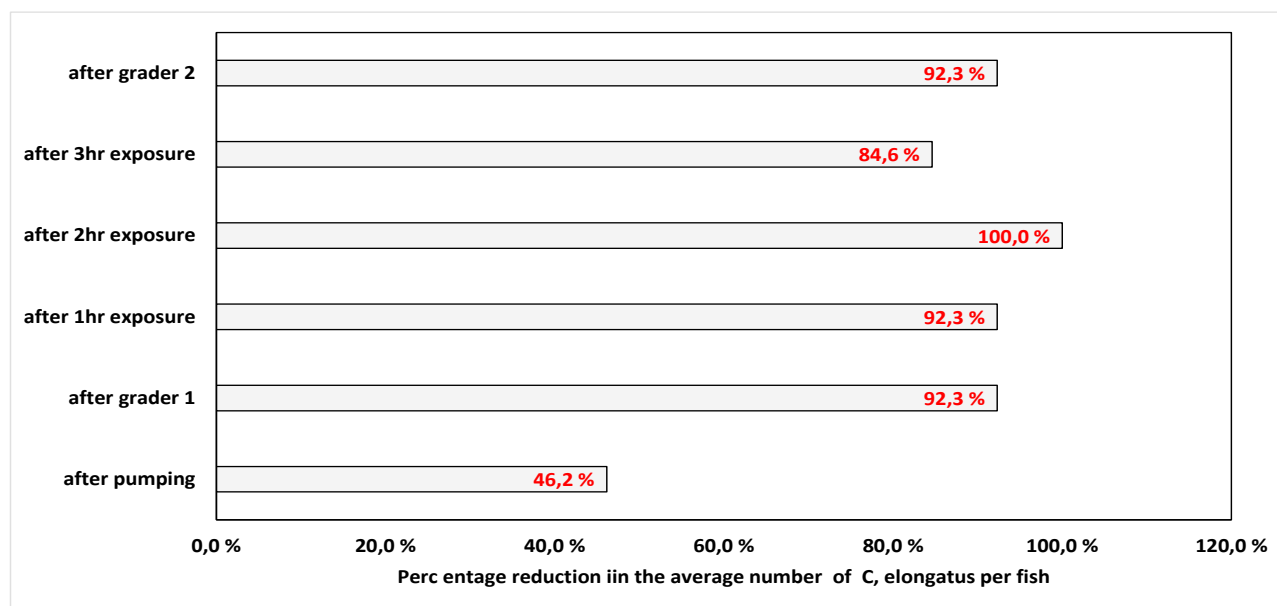 after grader 2
92,3 %
after 3hr exposure
84,6 %
after 2hr exposure
100,0 %
after 1hr exposure
92,3 %
after grader 1
92,3 %
after pumping
46,2 %
0,0 % 20,0 % 40,0 % 60,0 % 80,0 % 100,0 % 120,0 %
Perc entage reduction iin the average number of C, elongatus per fish